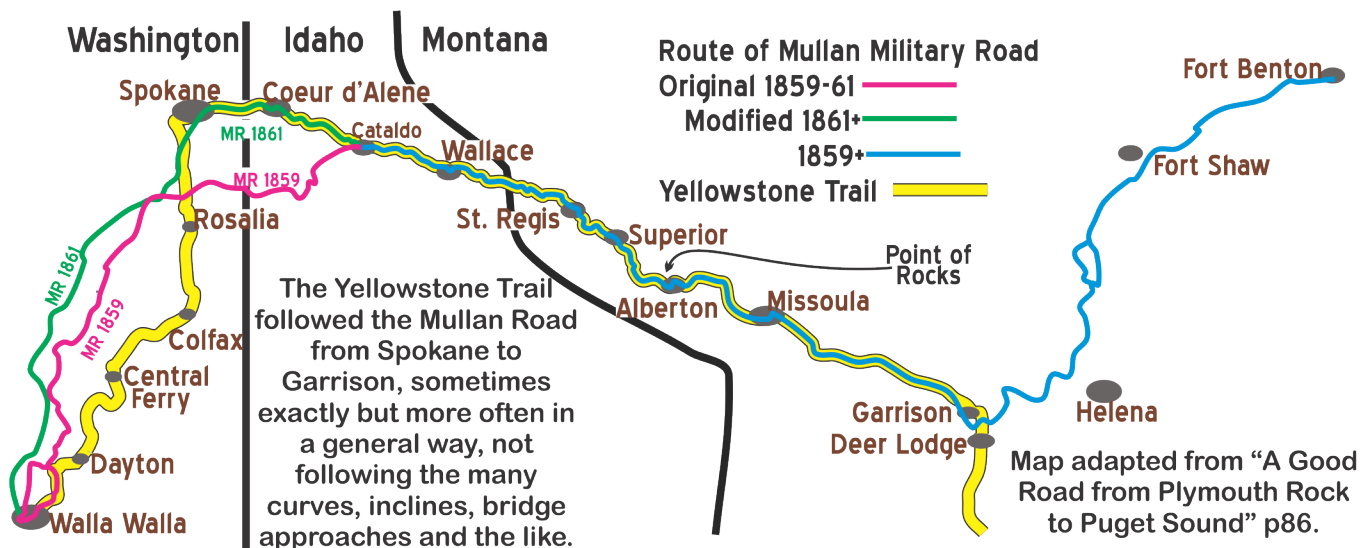 Washington
Idaho
Montana
Route of Mullan Military Road
Original 1859-61
Modified 1861+
1859+
Yellowstone Trail
Fort Benton
Spokane
Coeur d'Alene
MR 1861
Cataldo
Wallace
Fort Shaw
MR 1859
Rosalia
St. Regis
Superior
Point of
Rocks
MR 1861
Alberton
Missoula
MR 1859
Colfax
The Yellowstone Trail
followed the Mullan Road
from Spokane to
Garrison, sometimes
exactly but more often in
a general way, not
following the many
curves, inclines, bridge
approaches and the like.
Central
Ferry
Garrison
Helena
Deer Lodge
Dayton
Walla Walla
Map adapted from “A Good
Road from Plymouth Rock
to Puget Sound” p86.